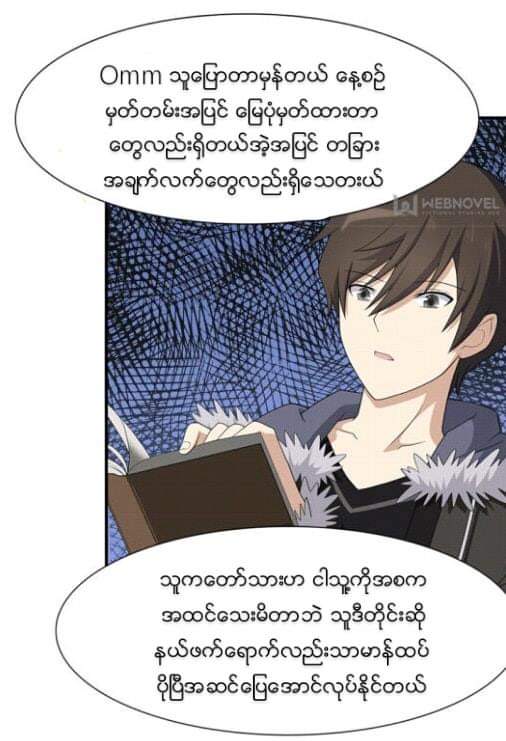 Omm သူပြောတာမှန်တယ် နေ့စဉ်
မှတ်တမ်းအပြင် မြေပုံမှတ်ထားတာ
တွေလည်းရှိတယ်အဲ့အပြင် တခြား
အချက်လက်တွေလည်းရှိသေတးယ်
WEBNOVEL
သူကတော်သားဟ ငါသူ့ကိုအစက
အထင်သေးမိတာဘဲ သူဒီတိုင်းဆို
နယ်ဖက်ရောက်လည်းသာမာန်ထပ်
ပိုပြီအဆင်ပြေအောင်လုပ်နိုင်တယ်